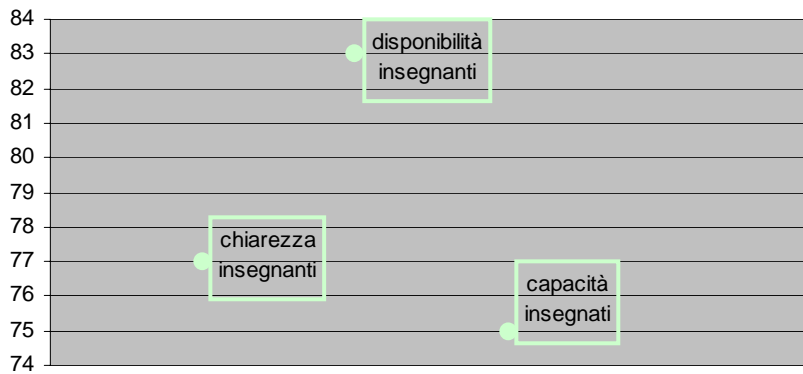 84
83
82
81
80
79
78
77
76
75
74
disponibilità
insegnanti
chiarezza
insegnanti
capacità
insegnati